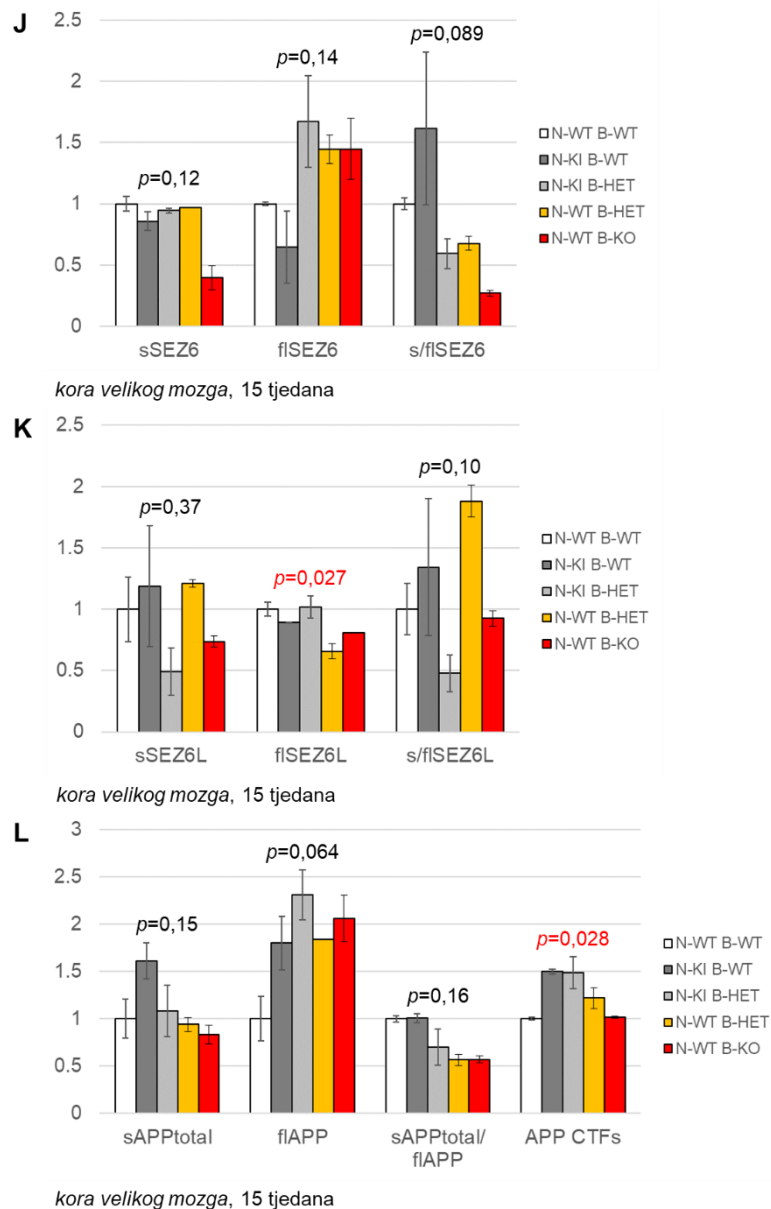 J
2.5
2
1.5
1
0.5
0
p=0,12
p=0,14
p=0,089
sSEZ6
flSEZ6
s/flSEZ6
N-WT B-WT
N-KI B-WT
N-KI B-HET
N-WT B-HET
N-WT B-KO
kora velikog mozga, 15 tjedana
K
2.5
2
1.5
1
0.5
0
p=0,37
p=0,027
p=0,10
sSEZ6L
flSEZ6L
s/flSEZ6L
N-WT B-WT
N-KI B-WT
N-KI B-HET
N-WT B-HET
N-WT B-KO
kora velikog mozga, 15 tjedana
L
3
2.5
2
1.5
1
0.5
0
p=0,15
p=0,064
p=0,16
p=0,028
sAPPtotal
flAPP
sAPPtotal/
flAPP
APP CTFs
N-WT B-WT
N-KI B-WT
N-KI B-HET
N-WT B-HET
N-WT B-KO
kora velikog mozga, 15 tjedana